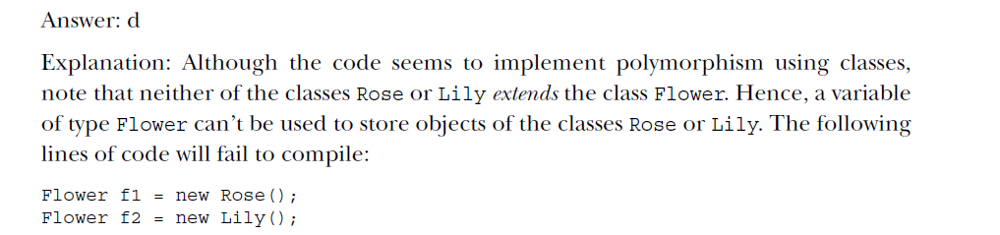 Answer: d
Explanation: Although the code seems to implement polymorphism using classes,
note that neither of the classes Rose or Lily extends the class Flower. Hence, a variable
of type Flower can’t be used to store objects of the classes Rose or Lily. The following
lines of code will fail to compile:
Flower f1 = new Rose();
Flower f2 = new Lily();